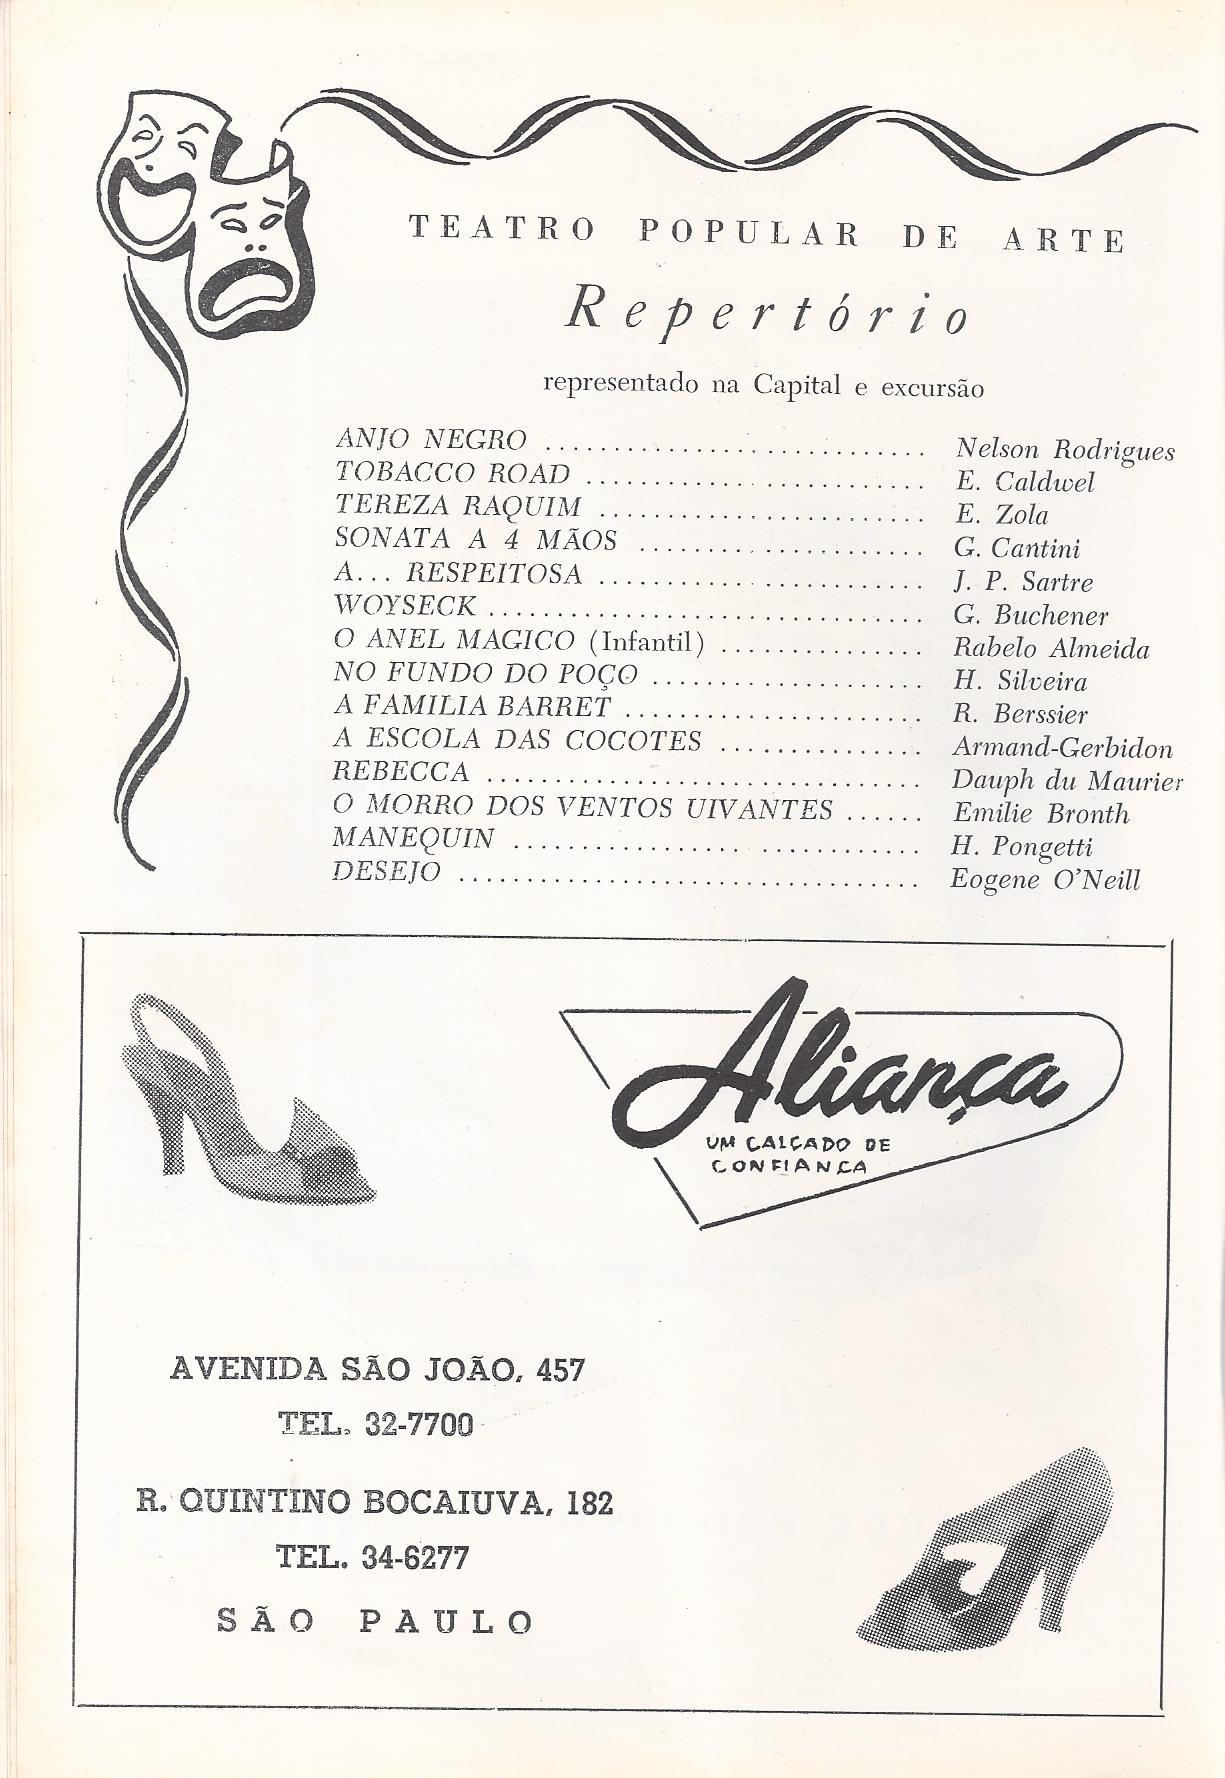 TEATRO POPULAR DE ARTE
Repertório
representado na Capital e excursão
ANJO NEGRO ............................ Nelson Rodrigues
TOBACCO ROAD ......................... E. Caldwel
TEREZA RAQUIM ........................ E. Zola
SONATA A 4 MÃOS ..................... G. Cantini
A... RESPEITOSA ........................ J. P. Sartre
WOYSECK ................................ G. Buchener
O ANEL MAGICO (Infantil) ............... Rabelo Almeida
NO FUNDO DO POÇO .................... H. Silveira
A FAMILIA BARRET ...................... R. Berssier
A ESCOLA DAS COCOTES ............... Armand-Gerbidon
REBECCA ................................ Dauph du Maurier
O MORRO DOS VENTOS UIVANTES ...... Emilie Bronth
MANEQUIN .............................. H. Pongetti
DESEJO .................................. Eogene O'Neill
Aliança
UM CALÇADO DE
CONFIANÇA
AVENIDA SÃO JOÃO, 457
TEL. 32-7700
R. QUINTINO BOCAIUVA, 182
TEL. 34-6277
SÃO PAULO